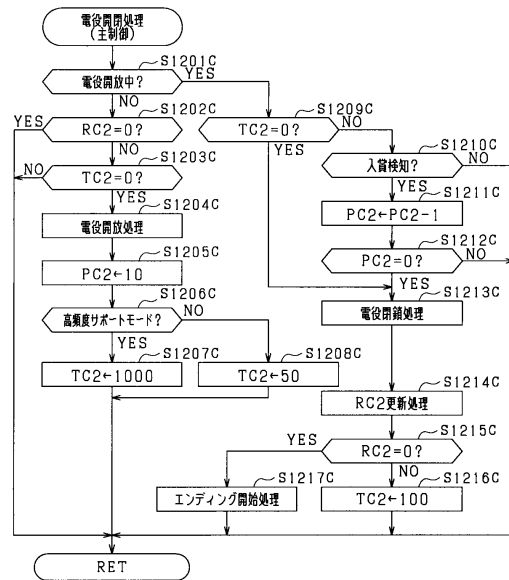 電役開閉処理
(主制御)
S1201C
電役開放中?
YES
NO
S1202C
YES
RC2=0?
NO
S1203C
NO
TC2=0?
YES
S1204C
電役開放処理
S1205C
PC2←10
S1206C
高頻度サポートモード?
NO
YES
S1207C
TC2←1000
S1208C
TC2←50
S1209C
TC2=0?
NO
YES
S1210C
入賞検知?
NO
YES
S1211C
PC2←PC2-1
S1212C
PC2=0?
NO
YES
S1213C
電役閉鎖処理
S1214C
RC2更新処理
S1215C
YES
RC2=0?
NO
S1217C
エンディング開始処理
S1216C
TC2←100
RET